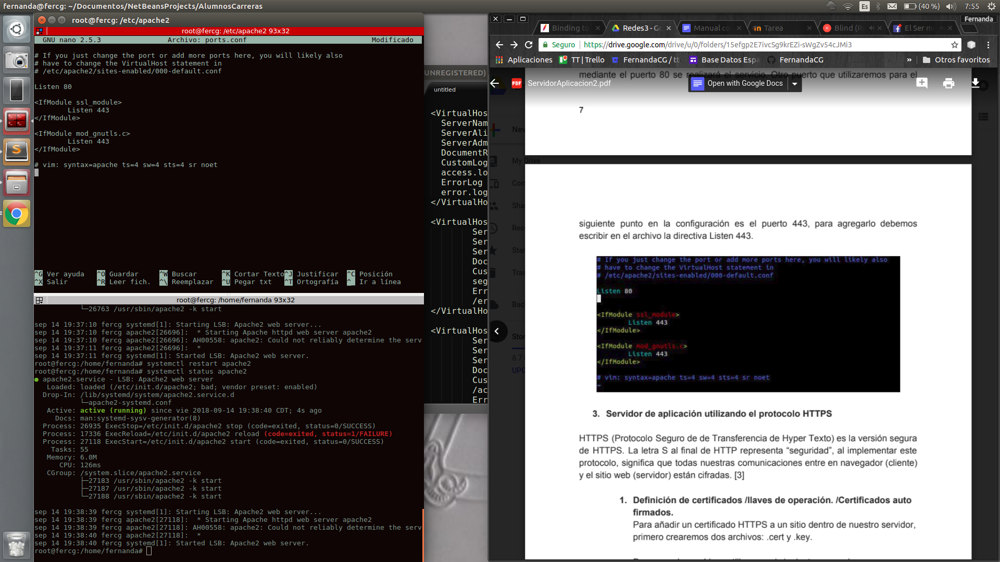 fernanda@fercg: ~/Documentos/NetBeansProjects/AlumnosCarreras
Es
(40 %)
7:55
root@fercg: /etc/apache2
root@fercg: /etc/apache2 93x32
GNU nano 2.5.3 Archivo: ports.conf Modificado
# If you just change the port or add more ports here, you will likely also
# have to change the VirtualHost statement in
# /etc/apache2/sites-enabled/000-default.conf
Listen 80
<IfModule ssl_module>
Listen 443
</IfModule>
<IfModule mod_gnutls.c>
Listen 443
</IfModule>
# vim: syntax=apache ts=4 sw=4 sts=4 sr noet
^G Ver ayuda ^O Guardar ^W Buscar ^K Cortar Texto ^J Justificar ^C Posición
^X Salir ^R Leer fich. ^\ Reemplazar ^U Pegar txt ^T Ortografía ^_ Ir a línea
root@fercg: /home/fernanda 93x32
└─26763 /usr/sbin/apache2 -k start
sep 14 19:37:10 fercg systemd[1]: Starting LSB: Apache2 web server...
sep 14 19:37:10 fercg apache2[26696]: * Starting Apache httpd web server apache2
sep 14 19:37:10 fercg apache2[26696]: AH00558: apache2: Could not reliably determine the serv
sep 14 19:37:11 fercg apache2[26696]: *
sep 14 19:37:11 fercg systemd[1]: Started LSB: Apache2 web server.
root@fercg:/home/fernanda# systemctl restart apache2
root@fercg:/home/fernanda# systemctl status apache2
● apache2.service - LSB: Apache2 web server
Loaded: loaded (/etc/init.d/apache2; bad; vendor preset: enabled)
Drop-In: /lib/systemd/system/apache2.service.d
└─apache2-systemd.conf
Active: active (running) since vie 2018-09-14 19:38:40 CDT; 4s ago
Docs: man:systemd-sysv-generator(8)
Process: 26935 ExecStop=/etc/init.d/apache2 stop (code=exited, status=0/SUCCESS)
Process: 17336 ExecReload=/etc/init.d/apache2 reload (code=exited, status=1/FAILURE)
Process: 27118 ExecStart=/etc/init.d/apache2 start (code=exited, status=0/SUCCESS)
Tasks: 55
Memory: 6.0M
CPU: 126ms
CGroup: /system.slice/apache2.service
├─27183 /usr/sbin/apache2 -k start
├─27187 /usr/sbin/apache2 -k start
└─27188 /usr/sbin/apache2 -k start
sep 14 19:38:39 fercg systemd[1]: Starting LSB: Apache2 web server...
sep 14 19:38:39 fercg apache2[27118]: * Starting Apache httpd web server apache2
sep 14 19:38:39 fercg apache2[27118]: AH00558: apache2: Could not reliably determine the serv
sep 14 19:38:40 fercg apache2[27118]: *
sep 14 19:38:40 fercg systemd[1]: Started LSB: Apache2 web server.
root@fercg:/home/fernanda#
UNREGISTERED)
untitled
<VirtualHos
ServerNam
ServerAli
ServerAdm
DocumentR
CustomLog
access.lo
ErrorLog
error.log
</VirtualHo
<VirtualHos
Ser
Ser
Ser
Doc
Cus
seg
Err
/er
</VirtualHo
<VirtualHos
Ser
Ser
Ser
Doc
Cus
/ac
Err
Fernanda
Binding to
Redes3 - Go
Manual co
Tarea
Blind (R
El Ser m
Seguro
https://drive.google.com/drive/u/0/folders/15efgp2E7ivcSg9krEZi-sWgZv54cJMi3
Aplicaciones
TT | Trello
FernandaCG / tt
Base Datos Espa
FernandaCG
»
Otros favoritos
mediante el puerto 80 se realizará el servicio. Otro puerto que utilizaremos para el
PDF ServidorAplicacion2.pdf
Open with Google Docs
7
New
My Drive
Com
Sha
Rec
Star
Tras
Bac
Stor
8.7
UPG
siguiente punto en la configuración es el puerto 443, para agregarlo debemos
escribir en el archivo la directiva Listen 443.
# If you just change the port or add more ports here, you will likely also
# have to change the VirtualHost statement in
# /etc/apache2/sites-enabled/000-default.conf
Listen 80
<IfModule ssl_module>
Listen 443
</IfModule>
<IfModule mod_gnutls.c>
Listen 443
</IfModule>
# vim: syntax=apache ts=4 sw=4 sts=4 sr noet
~
3. Servidor de aplicación utilizando el protocolo HTTPS
HTTPS (Protocolo Seguro de de Transferencia de Hyper Texto) es la versión segura
de HTTPS. La letra S al final de HTTP representa “seguridad”, al implementar este
protocolo, significa que todas nuestras comunicaciones entre en navegador (cliente)
y el sitio web (servidor) están cifradas. [3]
1. Definición de certificados /llaves de operación. /Certificados auto
firmados.
Para añadir un certificado HTTPS a un sitio dentro de nuestro servidor,
primero crearemos dos archivos: .cert y .key.